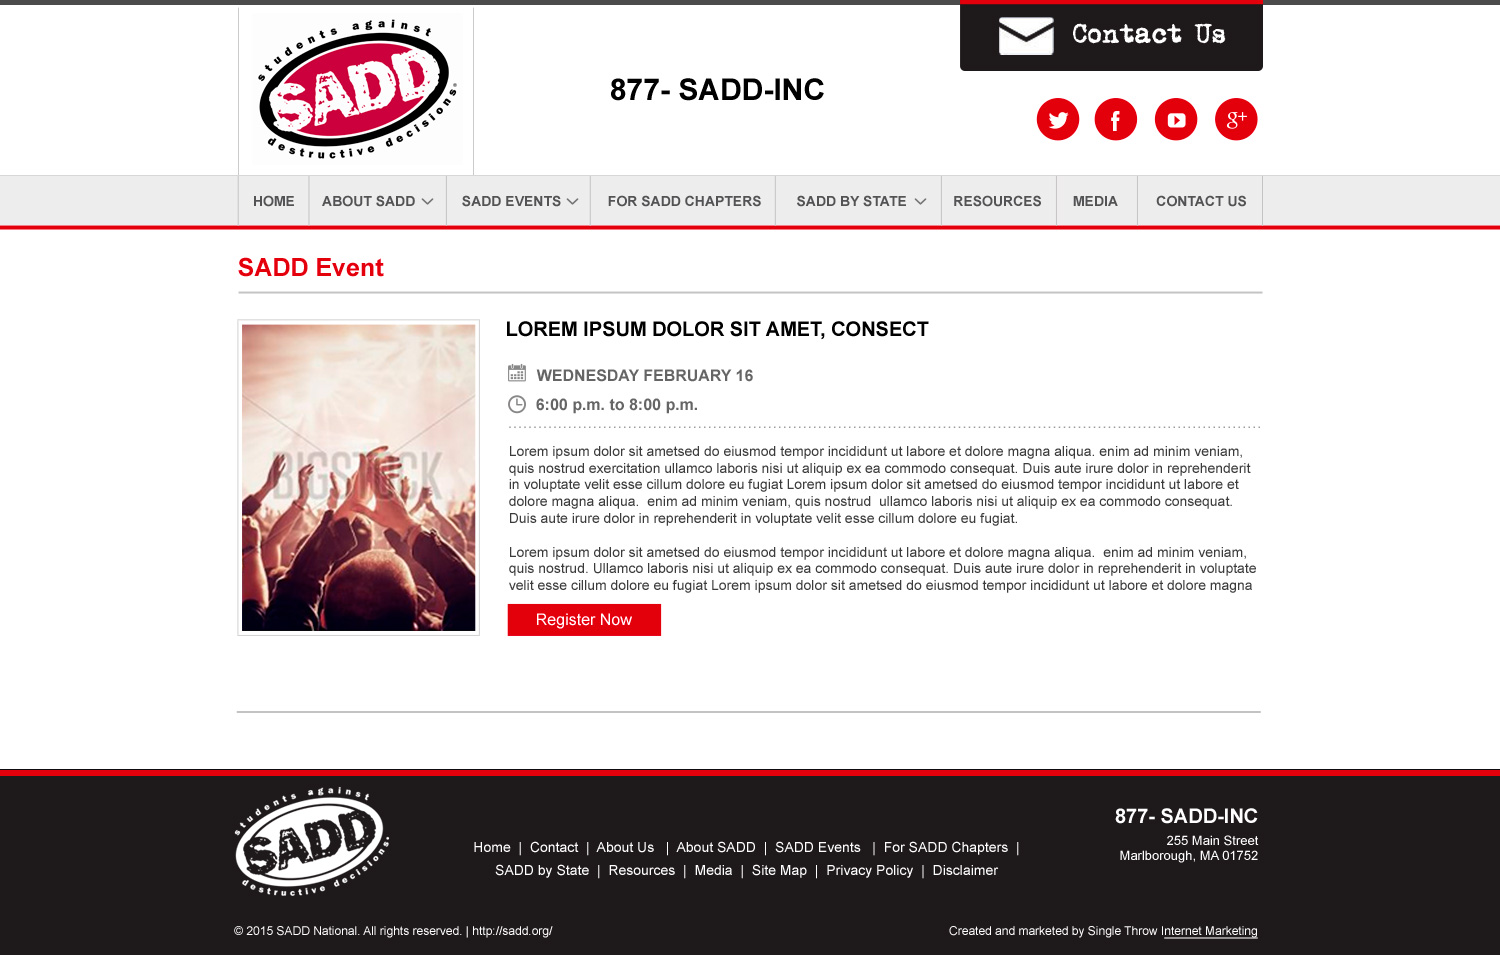 students against
SADD
destructive decisions®
877- SADD-INC
Contact Us
HOME
ABOUT SADD
SADD EVENTS
FOR SADD CHAPTERS
SADD BY STATE
RESOURCES
MEDIA
CONTACT US
SADD Event
BIGSTOCK
LOREM IPSUM DOLOR SIT AMET, CONSECT
WEDNESDAY FEBRUARY 16
6:00 p.m. to 8:00 p.m.
Lorem ipsum dolor sit ametsed do eiusmod tempor incididunt ut labore et dolore magna aliqua. enim ad minim veniam,
quis nostrud exercitation ullamco laboris nisi ut aliquip ex ea commodo consequat. Duis aute irure dolor in reprehenderit
in voluptate velit esse cillum dolore eu fugiat Lorem ipsum dolor sit ametsed do eiusmod tempor incididunt ut labore et
dolore magna aliqua.  enim ad minim veniam, quis nostrud  ullamco laboris nisi ut aliquip ex ea commodo consequat.
Duis aute irure dolor in reprehenderit in voluptate velit esse cillum dolore eu fugiat.
Lorem ipsum dolor sit ametsed do eiusmod tempor incididunt ut labore et dolore magna aliqua.  enim ad minim veniam,
quis nostrud. Ullamco laboris nisi ut aliquip ex ea commodo consequat. Duis aute irure dolor in reprehenderit in voluptate
velit esse cillum dolore eu fugiat Lorem ipsum dolor sit ametsed do eiusmod tempor incididunt ut labore et dolore magna
Register Now
students against
SADD
destructive decisions®
Home | Contact | About Us | About SADD | SADD Events | For SADD Chapters |
SADD by State | Resources | Media | Site Map | Privacy Policy | Disclaimer
877- SADD-INC
255 Main Street
Marlborough, MA 01752
© 2015 SADD National. All rights reserved. | http://sadd.org/
Created and marketed by Single Throw Internet Marketing